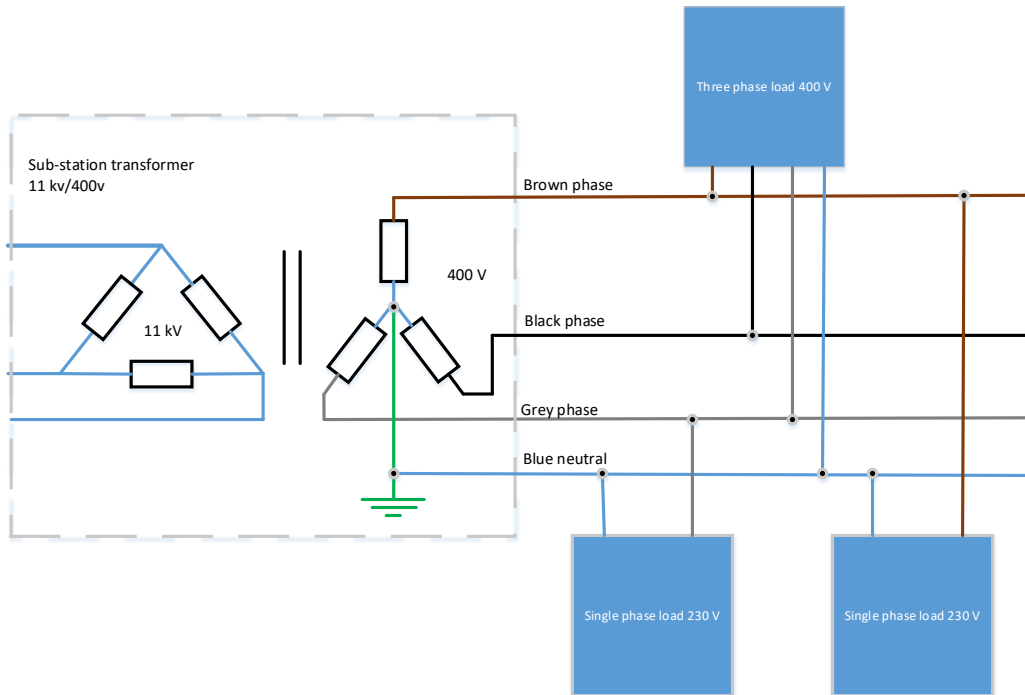 Three phase load 400 V
Sub-station transformer
11 kv/400v
Brown phase
400 V
11 kV
Black phase
Grey phase
Blue neutral
Single phase load 230 V
Single phase load 230 V